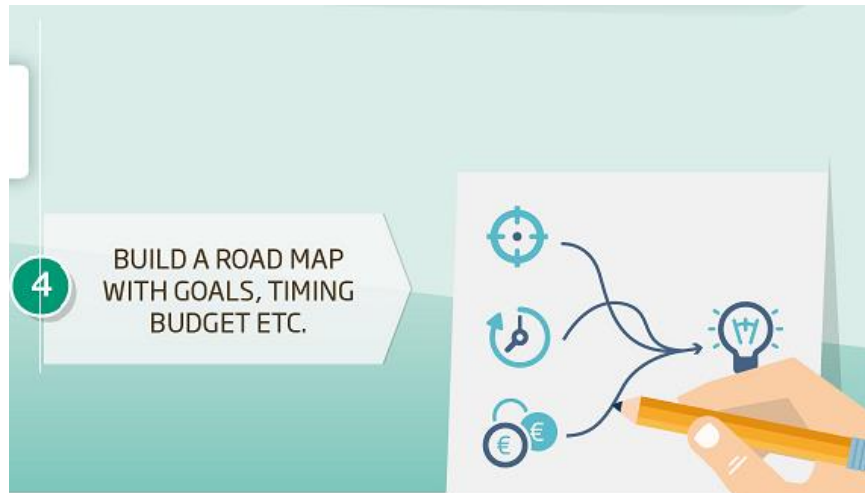 4
BUILD A ROAD MAP
WITH GOALS, TIMING
BUDGET ETC.
€
€